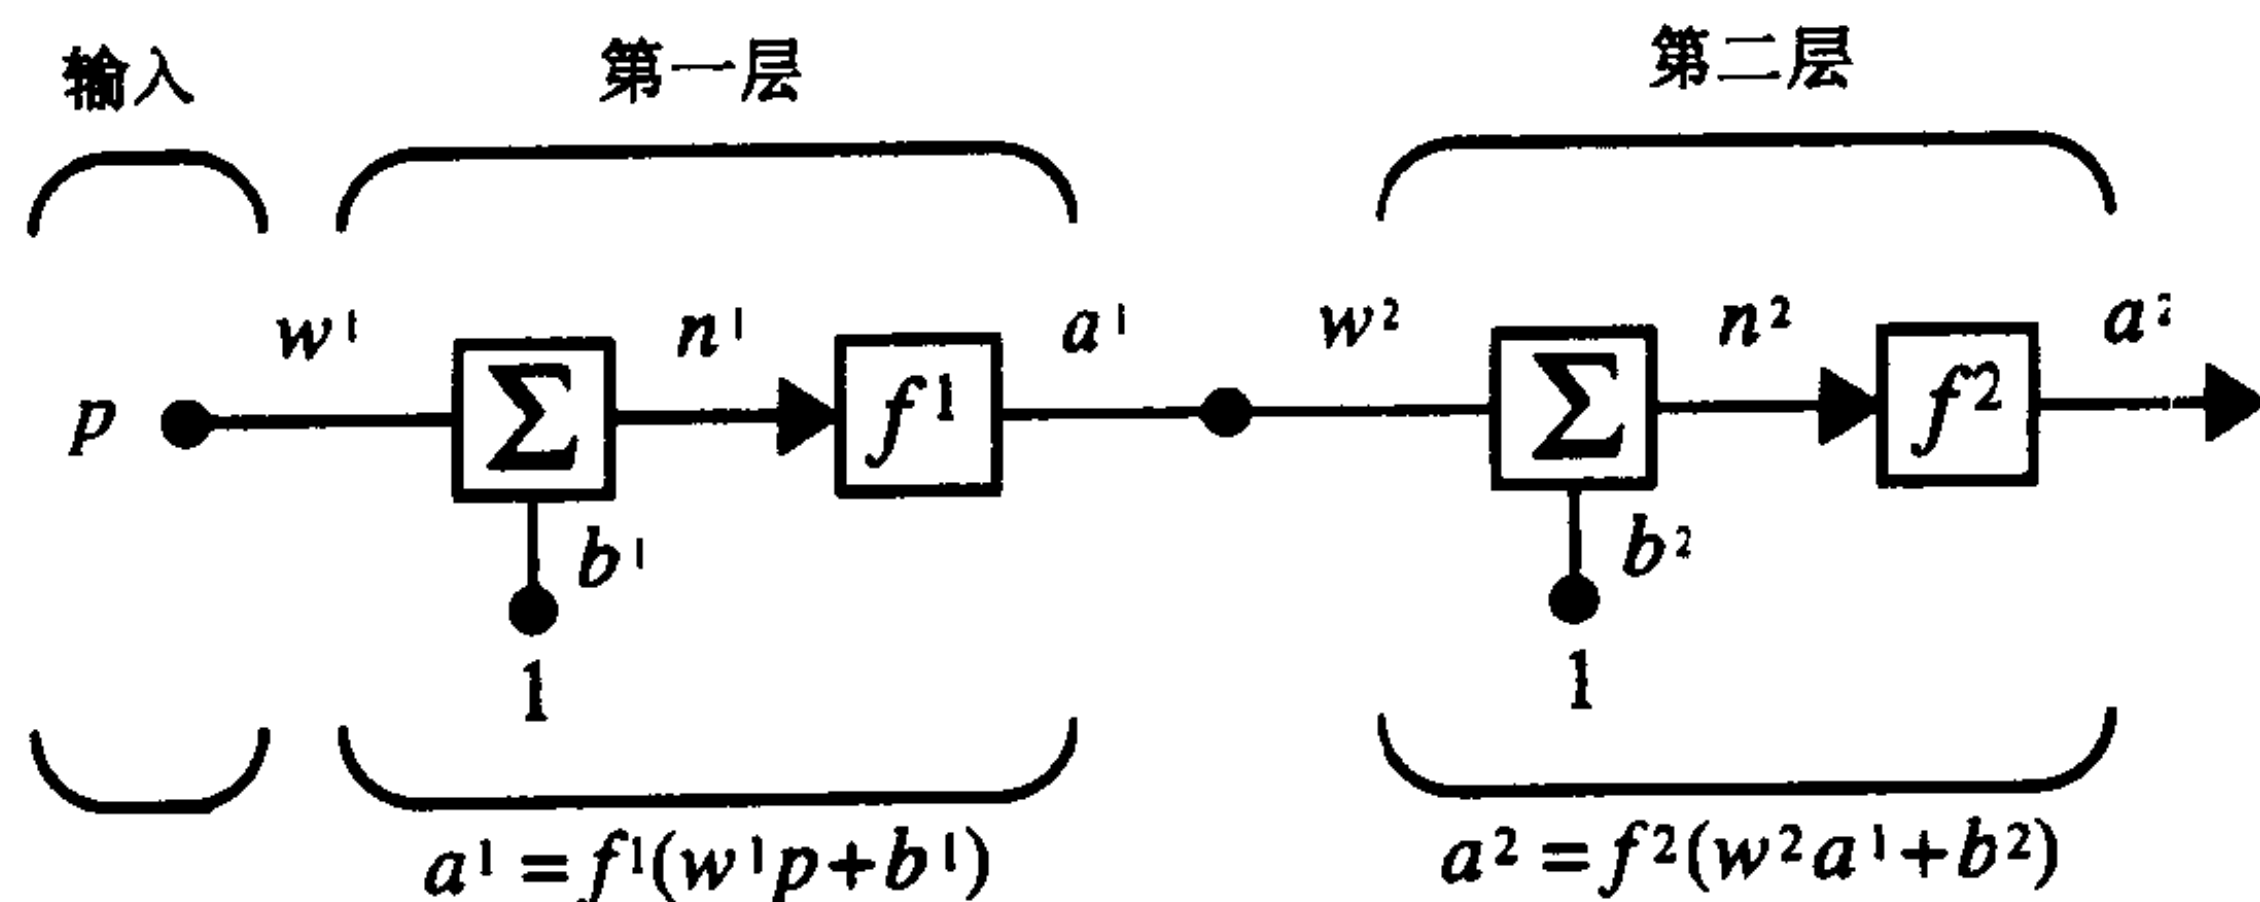 输入 第一层 第二层
w¹ n¹ a¹ w² n² a²
p Σ f¹ Σ f²
b¹ b²
1 1
a¹ = f¹(w¹p+b¹) a² = f²(w²a¹+b²)